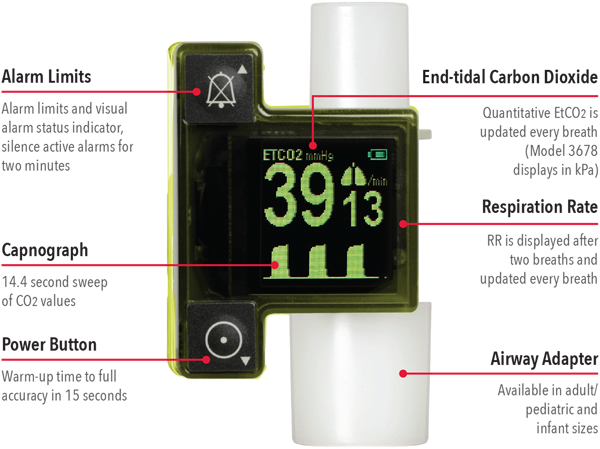 Alarm Limits
Alarm limits and visual
alarm status indicator,
silence active alarms for
two minutes
Capnograph
14.4 second sweep
of CO2 values
Power Button
Warm-up time to full
accuracy in 15 seconds
ETCO2 mmHg
39 /min
13
End-tidal Carbon Dioxide
Quantitative EtCO2 is
updated every breath
(Model 3678
displays in kPa)
Respiration Rate
RR is displayed after
two breaths and
updated every breath
Airway Adapter
Available in adult/
pediatric and
infant sizes